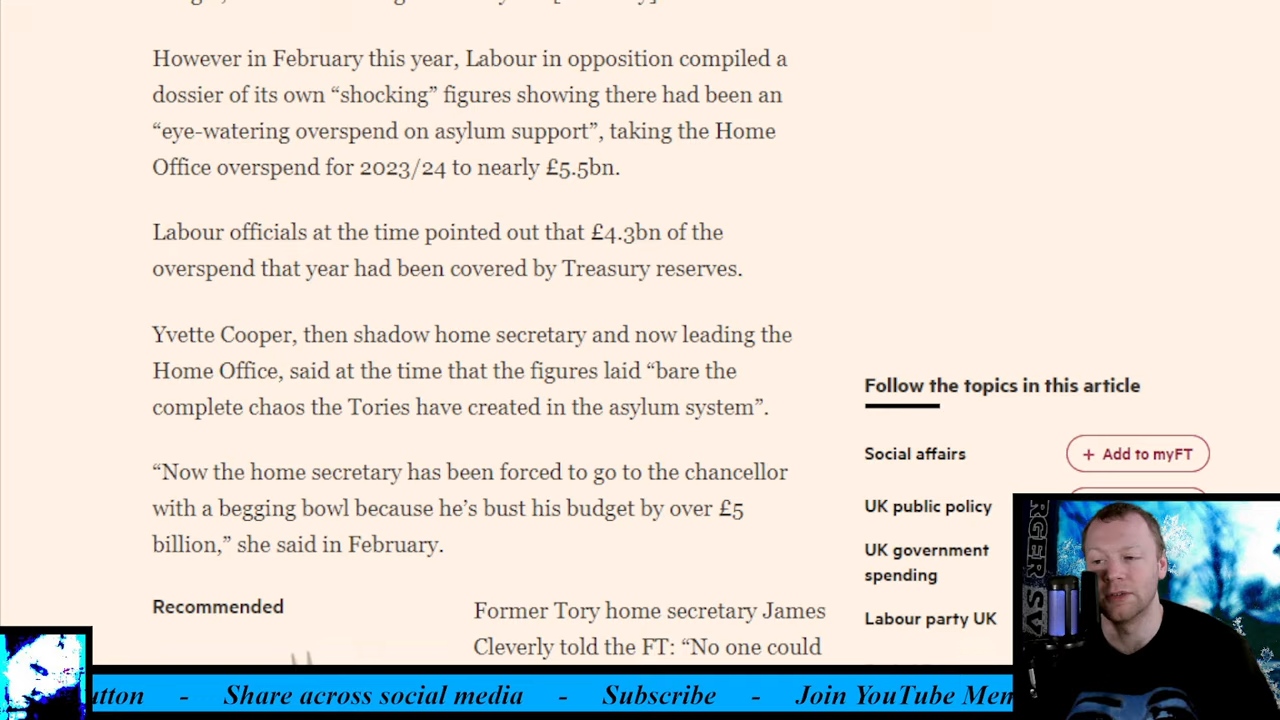 However in February this year, Labour in opposition compiled a
dossier of its own “shocking” figures showing there had been an
“eye-watering overspend on asylum support”, taking the Home
Office overspend for 2023/24 to nearly £5.5bn.
Labour officials at the time pointed out that £4.3bn of the
overspend that year had been covered by Treasury reserves.
Yvette Cooper, then shadow home secretary and now leading the
Home Office, said at the time that the figures laid “bare the
complete chaos the Tories have created in the asylum system”.
“Now the home secretary has been forced to go to the chancellor
with a begging bowl because he’s bust his budget by over £5
billion,” she said in February.
Recommended
Former Tory home secretary James
Cleverly told the FT: “No one could
Follow the topics in this article
Social affairs
+ Add to myFT
UK public policy
UK government
spending
Labour party UK
RGER SV
utton - Share across social media - Subscribe - Join YouTube Mem